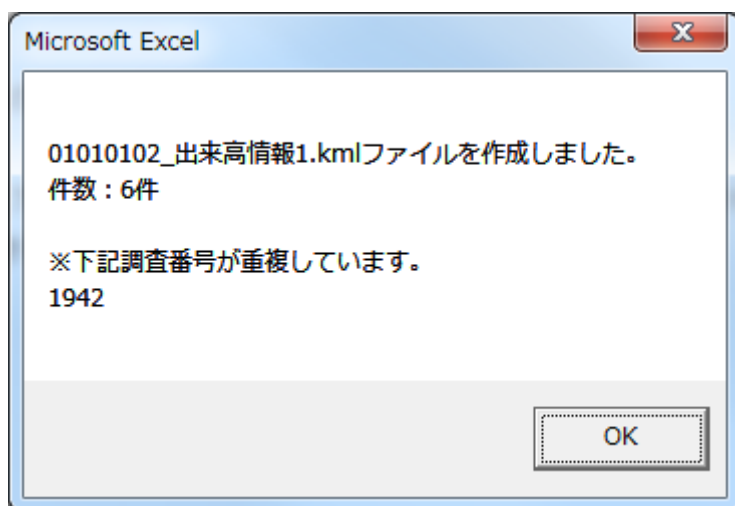 Microsoft Excel
01010102_出来高情報1.kmlファイルを作成しました。
件数：6件
※下記調査番号が重複しています。
1942
OK